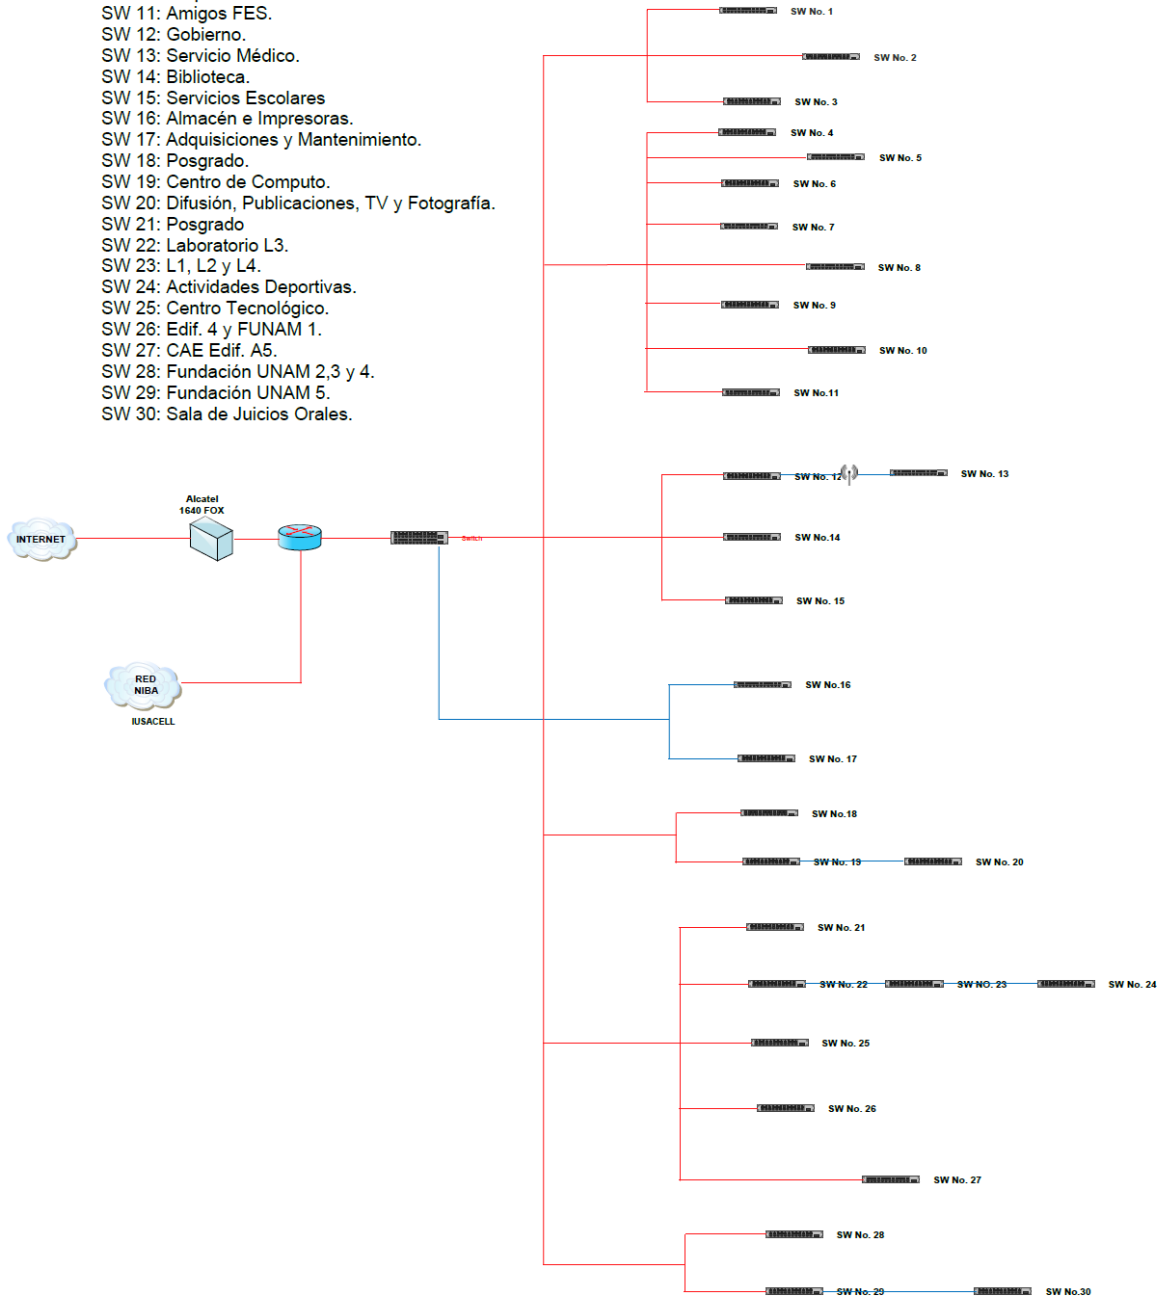 SW 11: Amigos FES.
SW 12: Gobierno.
SW 13: Servicio Médico.
SW 14: Biblioteca.
SW 15: Servicios Escolares
SW 16: Almacén e Impresoras.
SW 17: Adquisiciones y Mantenimiento.
SW 18: Posgrado.
SW 19: Centro de Computo.
SW 20: Difusión, Publicaciones, TV y Fotografía.
SW 21: Posgrado
SW 22: Laboratorio L3.
SW 23: L1, L2 y L4.
SW 24: Actividades Deportivas.
SW 25: Centro Tecnológico.
SW 26: Edif. 4 y FUNAM 1.
SW 27: CAE Edif. A5.
SW 28: Fundación UNAM 2,3 y 4.
SW 29: Fundación UNAM 5.
SW 30: Sala de Juicios Orales.
SW No. 1
SW No. 2
SW No. 3
SW No. 4
SW No. 5
SW No. 6
SW No. 7
SW No. 8
SW No. 9
SW No. 10
SW No.11
SW No. 12
SW No. 13
Alcatel
1640 FOX
INTERNET
Switch
SW No.14
SW No. 15
RED
NIBA
IUSACELL
SW No.16
SW No. 17
SW No.18
SW No. 19
SW No. 20
SW No. 21
SW No. 22
SW NO. 23
SW No. 24
SW No. 25
SW No. 26
SW No. 27
SW No. 28
SW No. 29
SW No.30